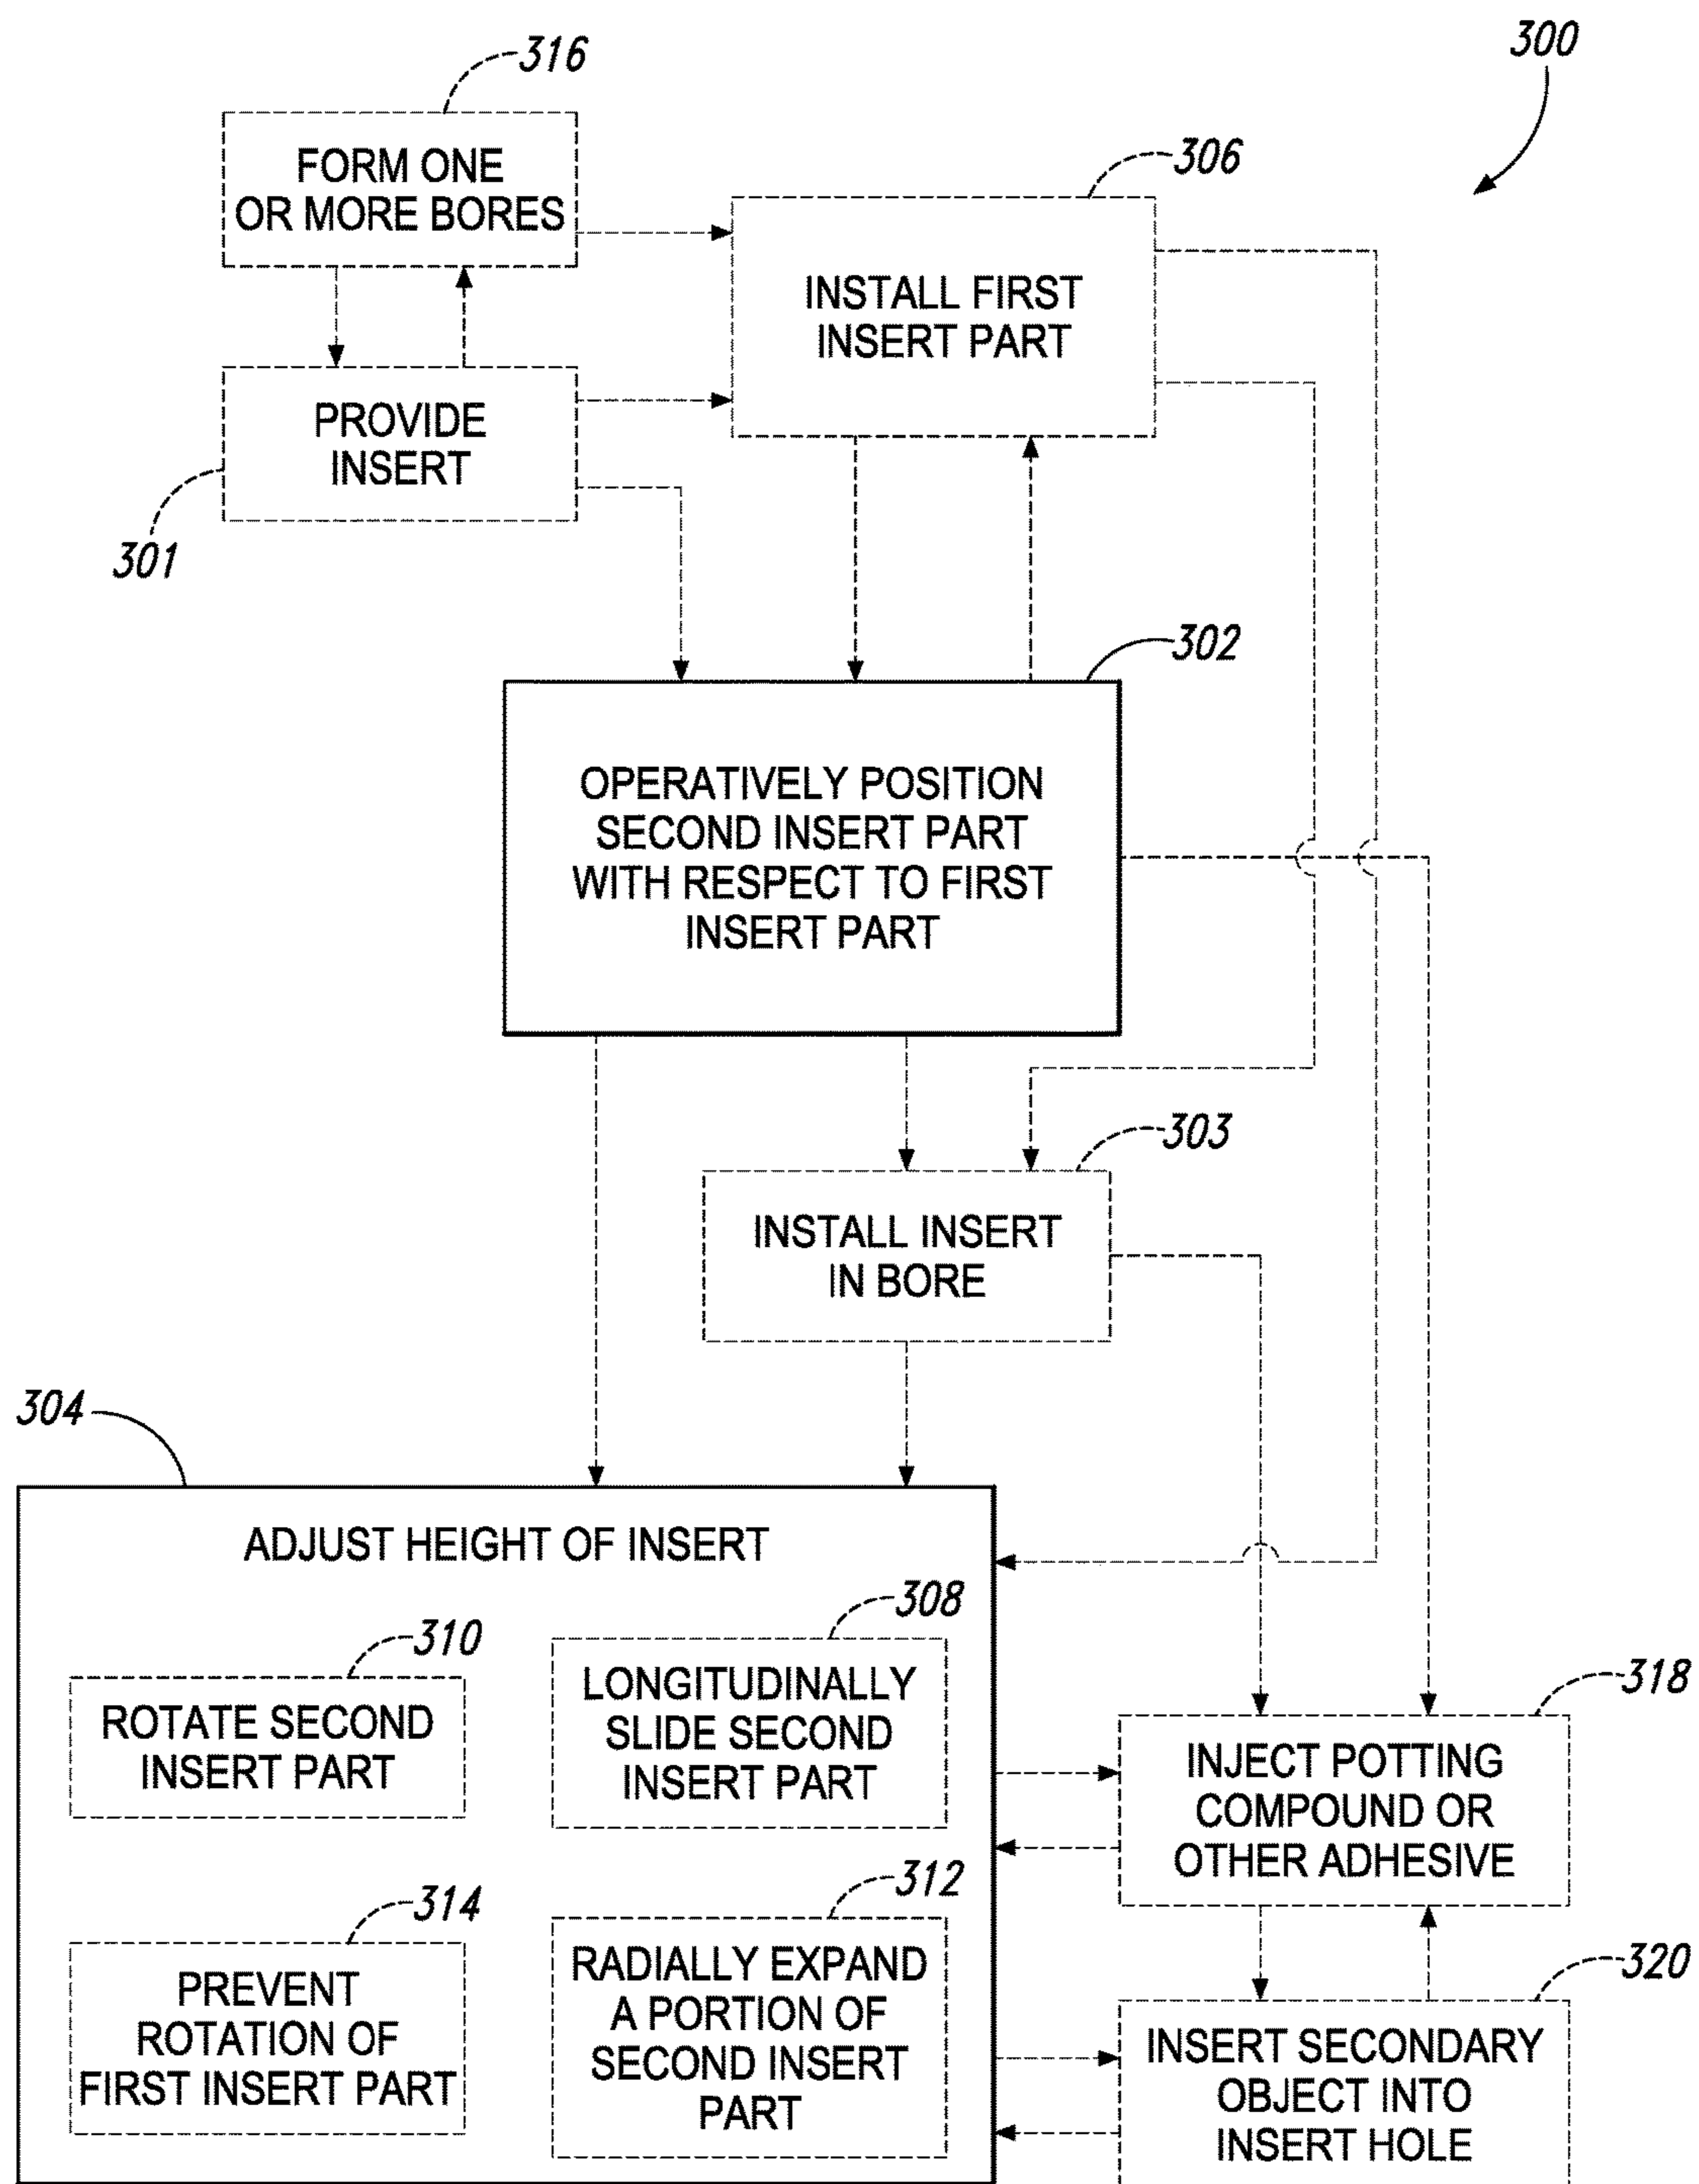 300
316
FORM ONE
OR MORE BORES
306
INSTALL FIRST
INSERT PART
PROVIDE
INSERT
301
302
OPERATIVELY POSITION
SECOND INSERT PART
WITH RESPECT TO FIRST
INSERT PART
303
INSTALL INSERT
IN BORE
304
ADJUST HEIGHT OF INSERT
310
ROTATE SECOND
INSERT PART
308
LONGITUDINALLY
SLIDE SECOND
INSERT PART
314
PREVENT
ROTATION OF
FIRST INSERT PART
312
RADIALLY EXPAND
A PORTION OF
SECOND INSERT
PART
318
INJECT POTTING
COMPOUND OR
OTHER ADHESIVE
320
INSERT SECONDARY
OBJECT INTO
INSERT HOLE